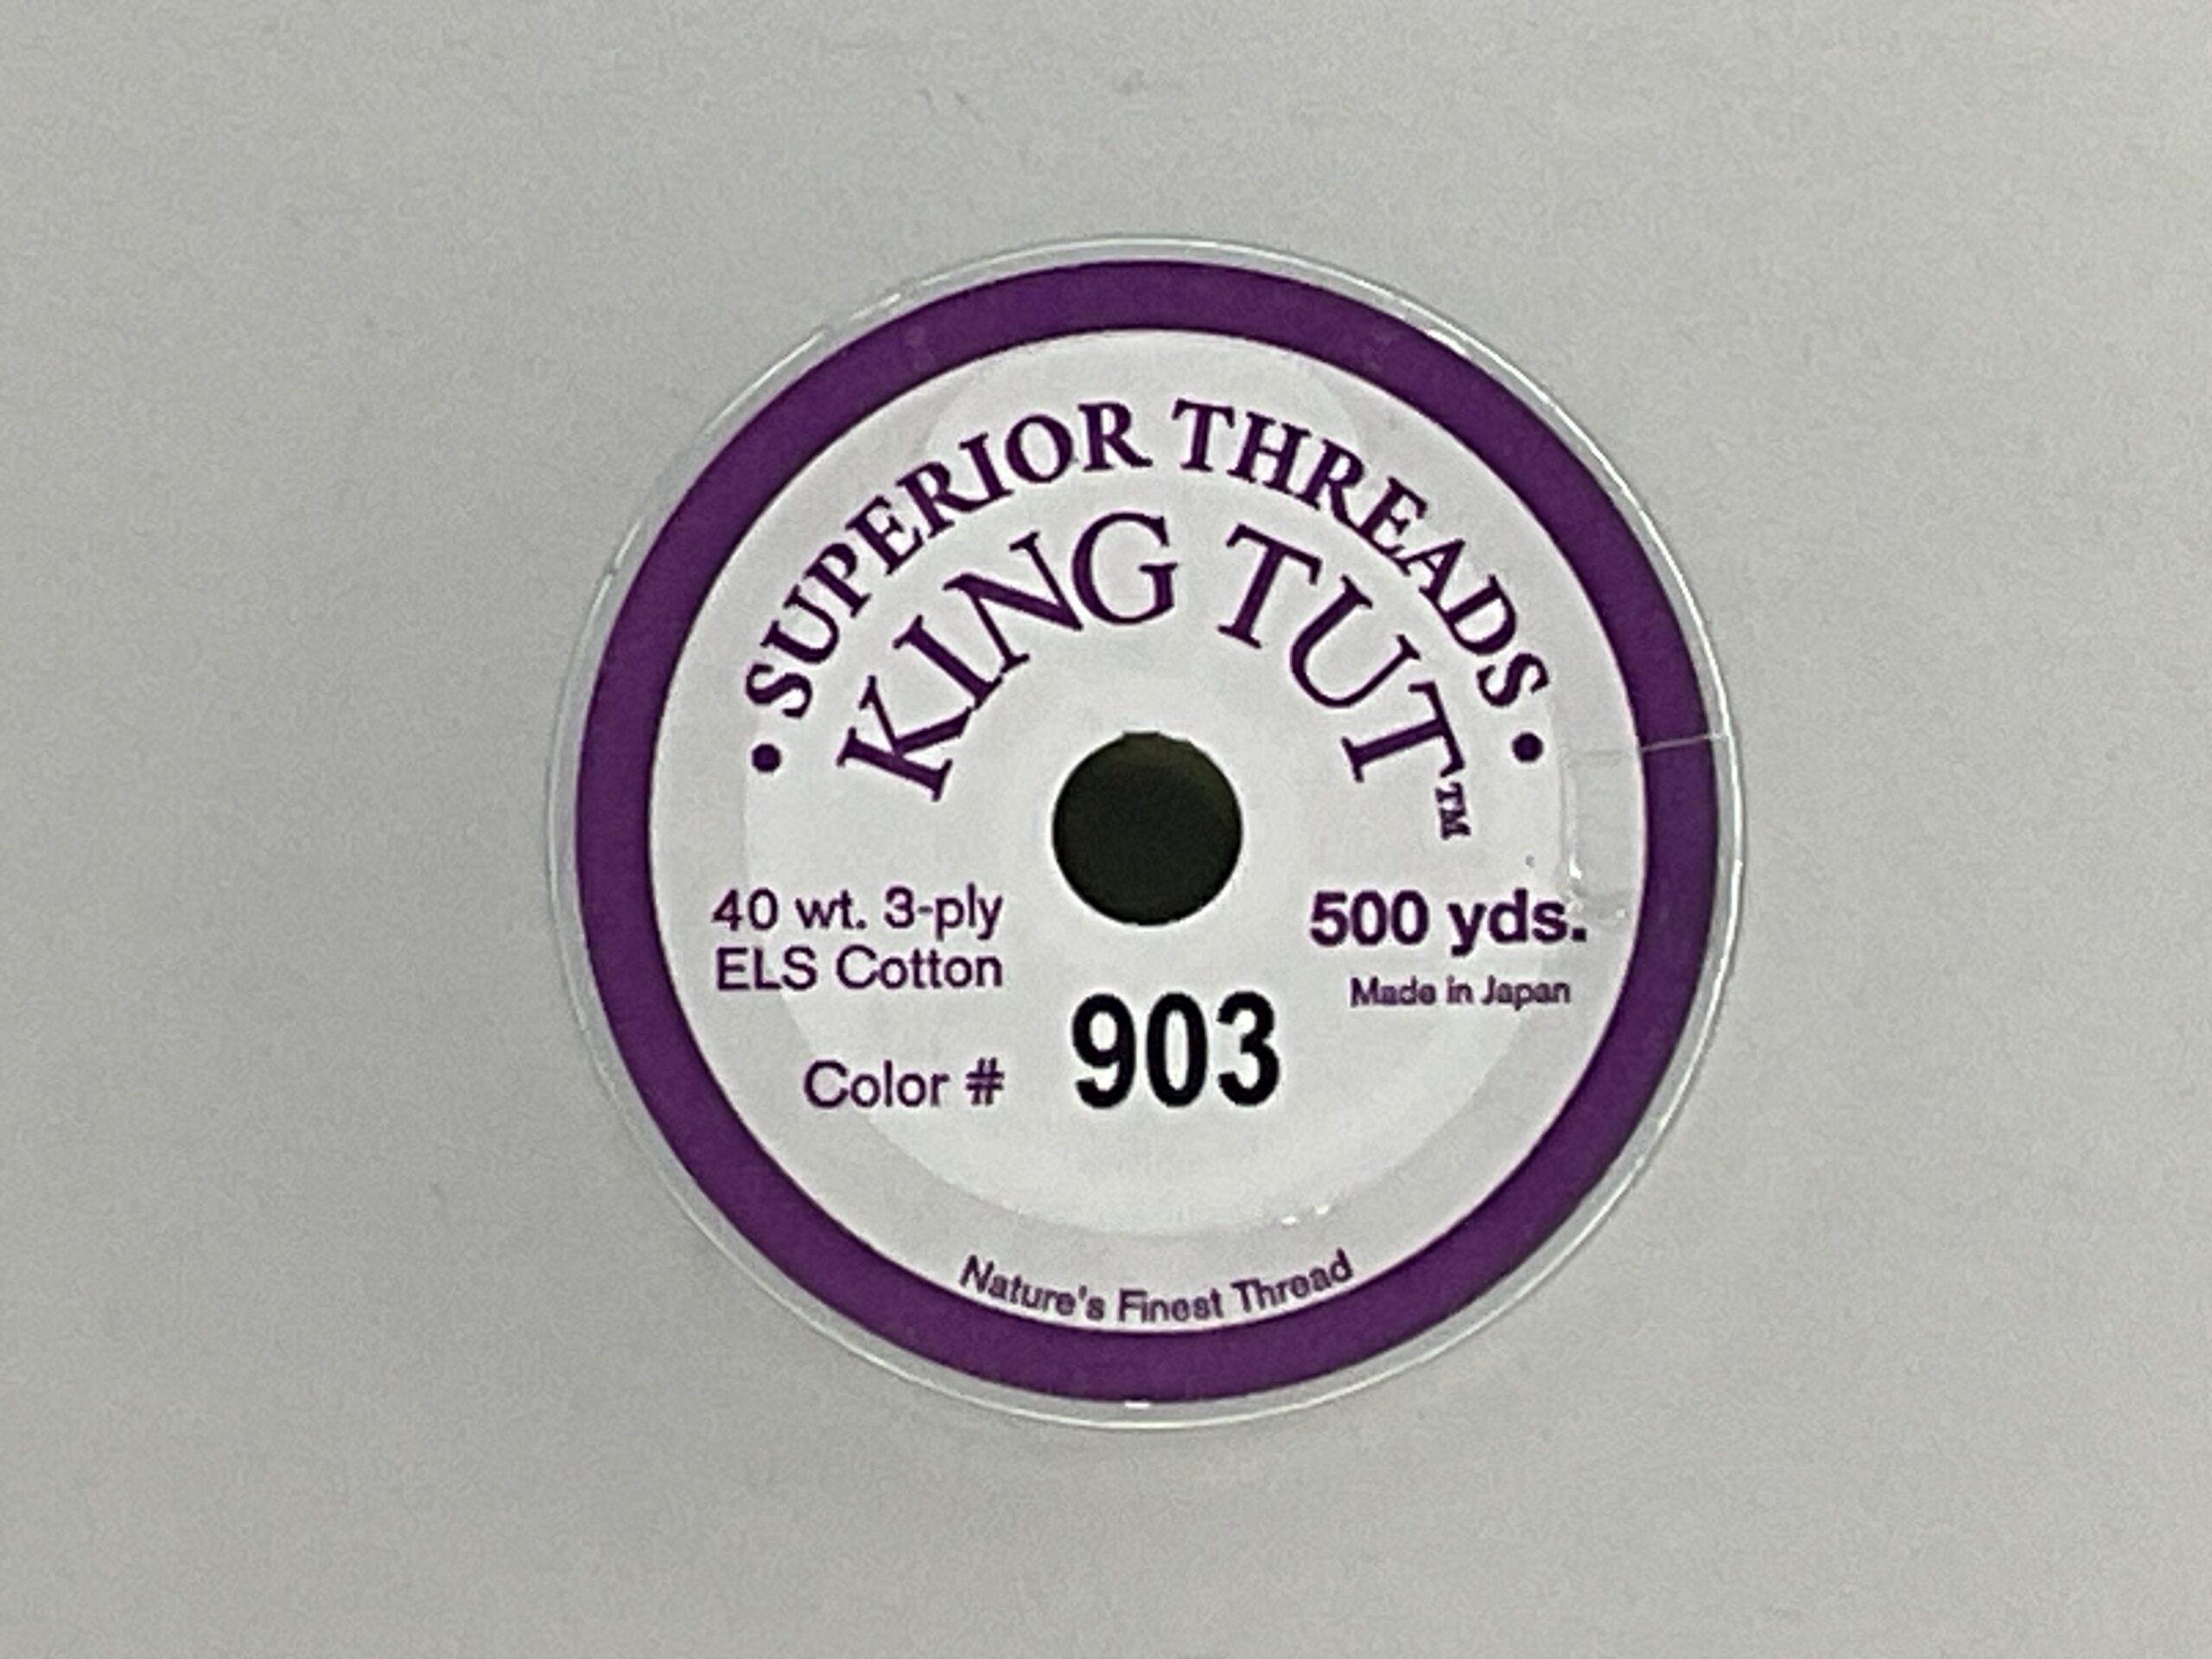 • SUPERIOR THREADS •
KING TUT™
40 wt. 3-ply
ELS Cotton
500 yds.
Made in Japan
Color # 903
Nature's Finest Thread